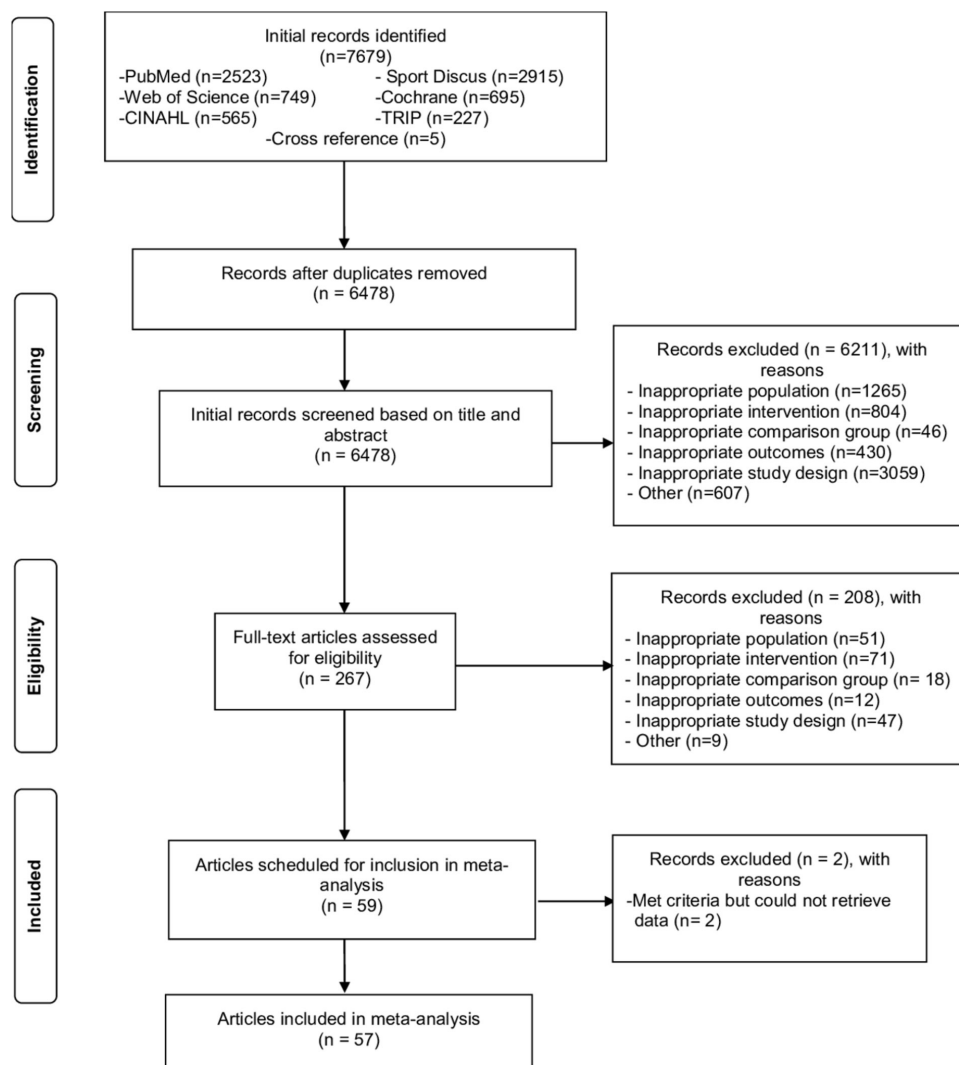 Identification
Initial records identified
(n=7679)
-PubMed (n=2523)
- Sport Discus (n=2915)
-Web of Science (n=749)
-Cochrane (n=695)
-CINAHL (n=565)
-TRIP (n=227)
-Cross reference (n=5)
Records after duplicates removed
(n = 6478)
Screening
Initial records screened based on title and
abstract
(n = 6478)
Records excluded (n = 6211), with
reasons
- Inappropriate population (n=1265)
- Inappropriate intervention (n=804)
- Inappropriate comparison group (n=46)
- Inappropriate outcomes (n=430)
- Inappropriate study design (n=3059)
- Other (n=607)
Eligibility
Full-text articles assessed
for eligibility
(n = 267)
Records excluded (n = 208), with
reasons
- Inappropriate population (n=51)
- Inappropriate intervention (n=71)
- Inappropriate comparison group (n= 18)
- Inappropriate outcomes (n=12)
- Inappropriate study design (n=47)
- Other (n=9)
Included
Articles scheduled for inclusion in meta-
analysis
(n = 59)
Records excluded (n = 2), with
reasons
-Met criteria but could not retrieve
data (n= 2)
Articles included in meta-analysis
(n = 57)